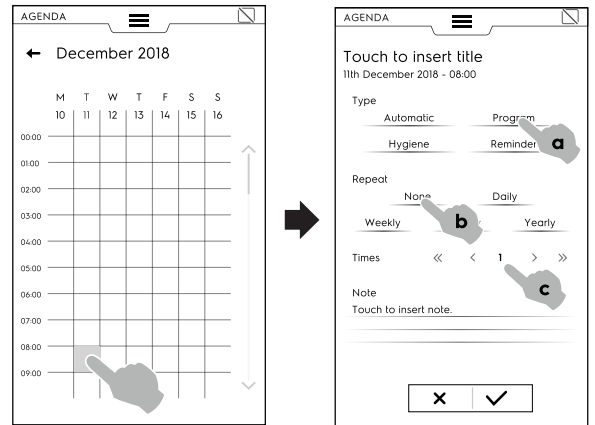 AGENDA
December 2018
M T W T F S S
10 11 12 13 14 15 16
00:00
01:00
02:00
03:00
04:00
05:00
06:00
07:00
08:00
09:00
AGENDA
Touch to insert title
11th December 2018 - 08:00
Type
Automatic Program
a
Hygiene Reminder
Repeat
None Daily
b
Weekly Yearly
Times « < 1 > »
c
Note
Touch to insert note.